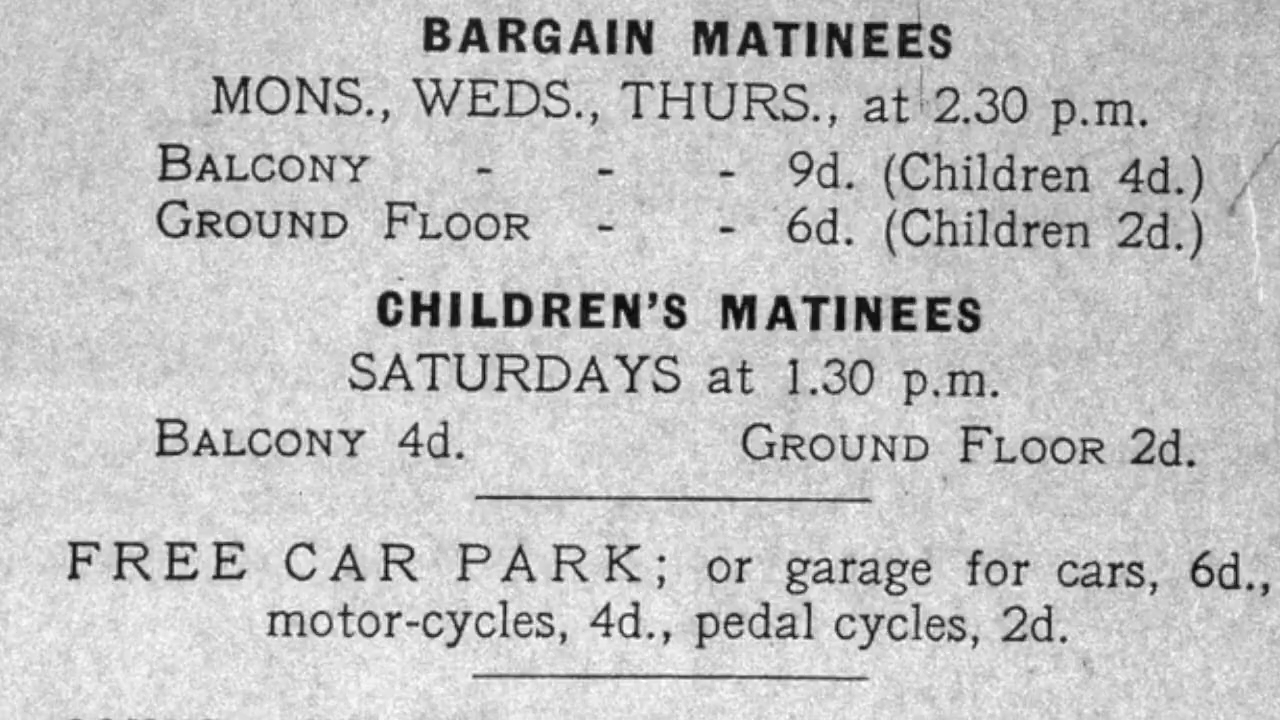 BARGAIN MATINEES
MONS., WEDS., THURS., at 2.30 p.m.
BALCONY - - - 9d. (Children 4d.)
GROUND FLOOR - - 6d. (Children 2d.)
CHILDREN'S MATINEES
SATURDAYS at 1.30 p.m.
BALCONY 4d. GROUND FLOOR 2d.
FREE CAR PARK; or garage for cars, 6d.,
motor-cycles, 4d., pedal cycles, 2d.